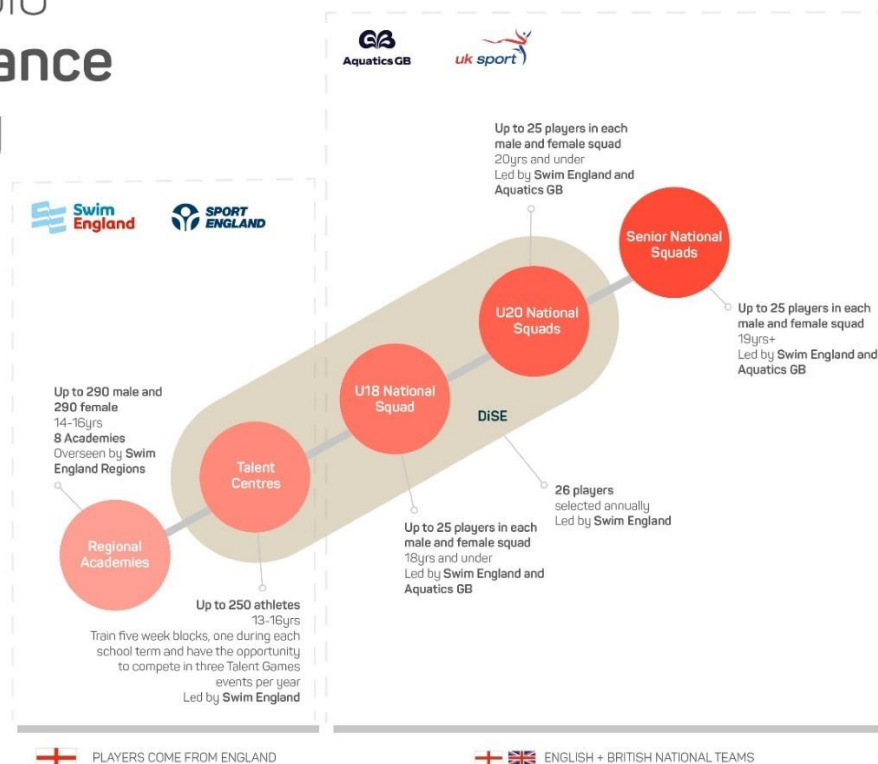 ance
Aquatics GB
uk sport
Swim
England
SPORT
ENGLAND
Up to 25 players in each
male and female squad
20yrs and under
Led by Swim England and
Aquatics GB
Senior National
Squads
Up to 25 players in each
male and female squad
19yrs+
Led by Swim England and
Aquatics GB
U20 National
Squads
U18 National
Squad
DiSE
26 players
selected annually
Led by Swim England
Up to 25 players in each
male and female squad
18yrs and under
Led by Swim England and
Aquatics GB
Up to 290 male and
290 female
14-16yrs
8 Academies
Overseen by Swim
England Regions
Talent
Centres
Regional
Academies
Up to 250 athletes
13-16yrs
Train five week blocks, one during each
school term and have the opportunity
to compete in three Talent Games
events per year
Led by Swim England
PLAYERS COME FROM ENGLAND
ENGLISH + BRITISH NATIONAL TEAMS